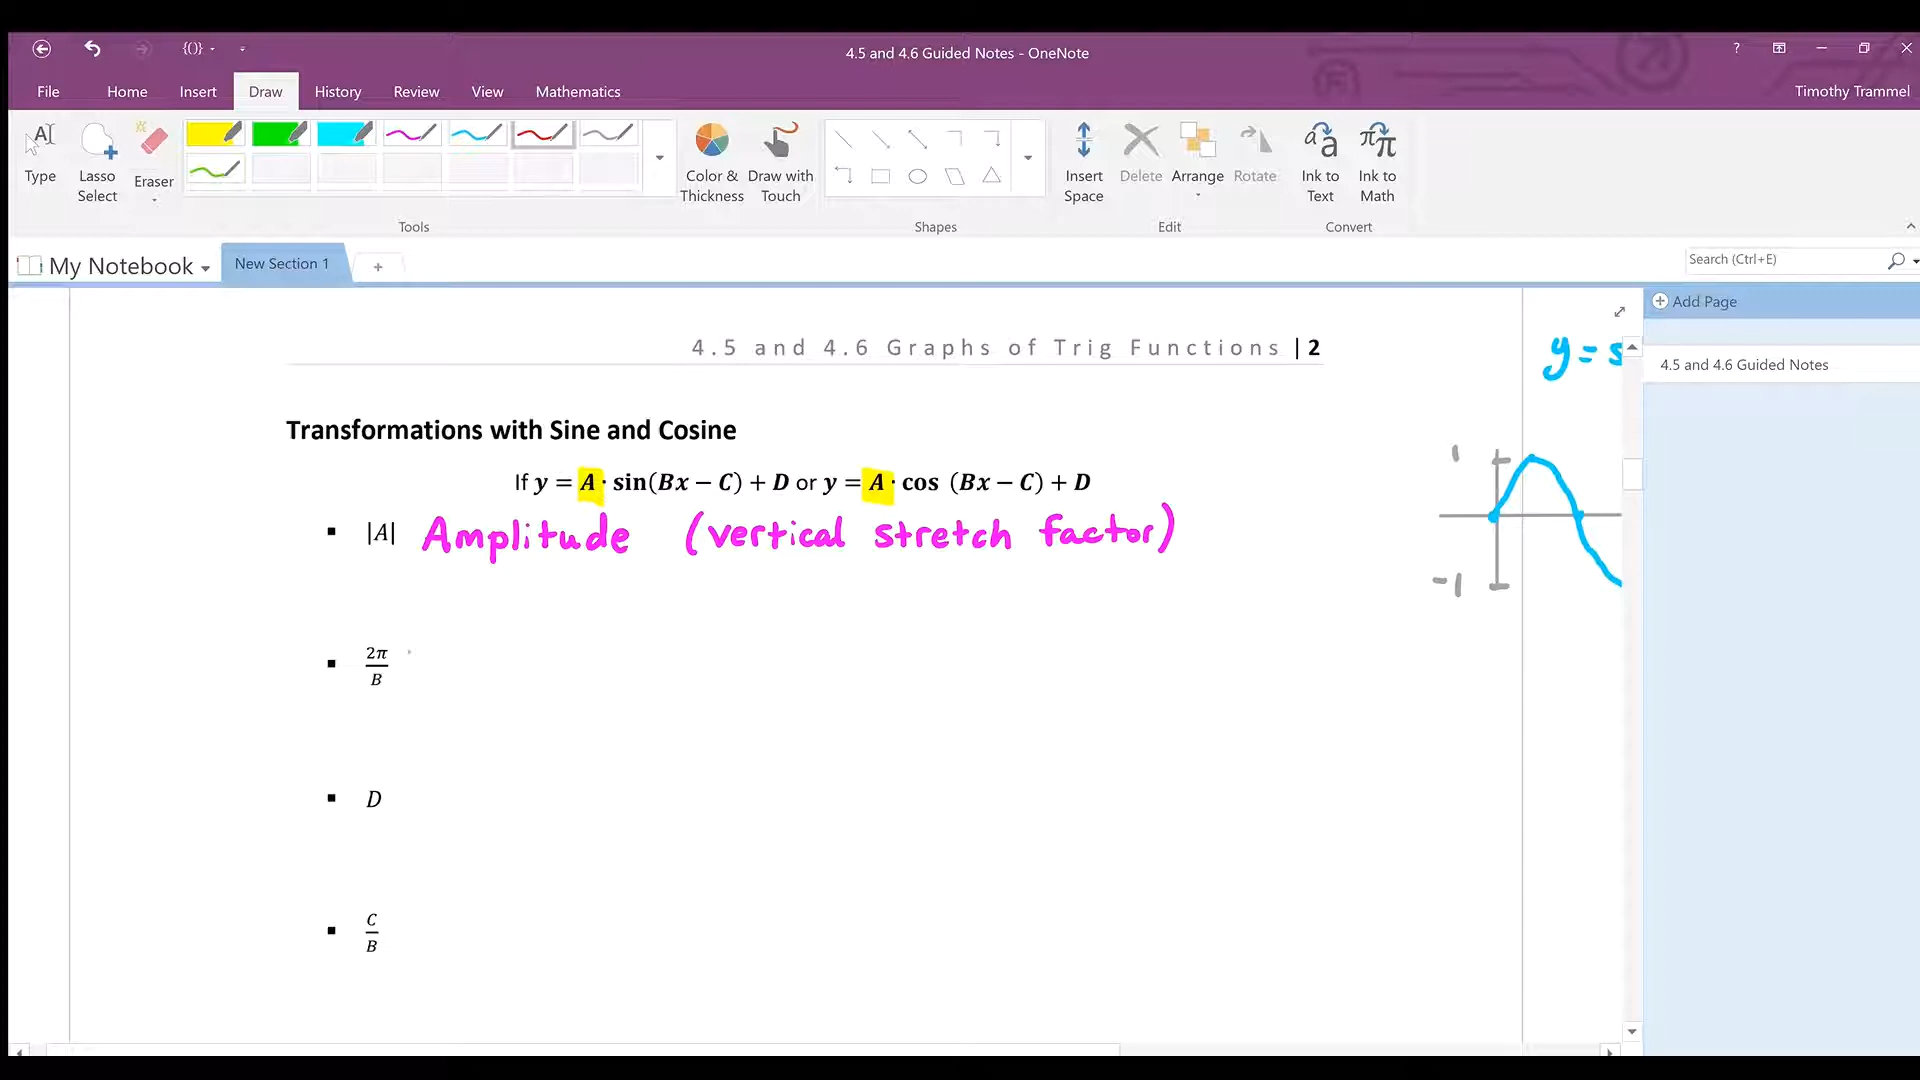 4.5 and 4.6 Guided Notes - OneNote
?
File Home Insert Draw History Review View Mathematics
Timothy Trammel
Type
Lasso Select
Eraser
Color & Thickness
Draw with Touch
Insert Space
Delete
Arrange
Rotate
Ink to Text
Ink to Math
Tools
Shapes
Edit
Convert
My Notebook
New Section 1
+
Search (Ctrl+E)
Add Page
4.5 and 4.6 Guided Notes
4.5 and 4.6 Graphs of Trig Functions | 2
y = s
Transformations with Sine and Cosine
If y = A · sin(Bx − C) + D or y = A · cos (Bx − C) + D
▪ |A| Amplitude (vertical stretch factor)
1
-1
▪ 2π/B
▪ D
▪ C/B